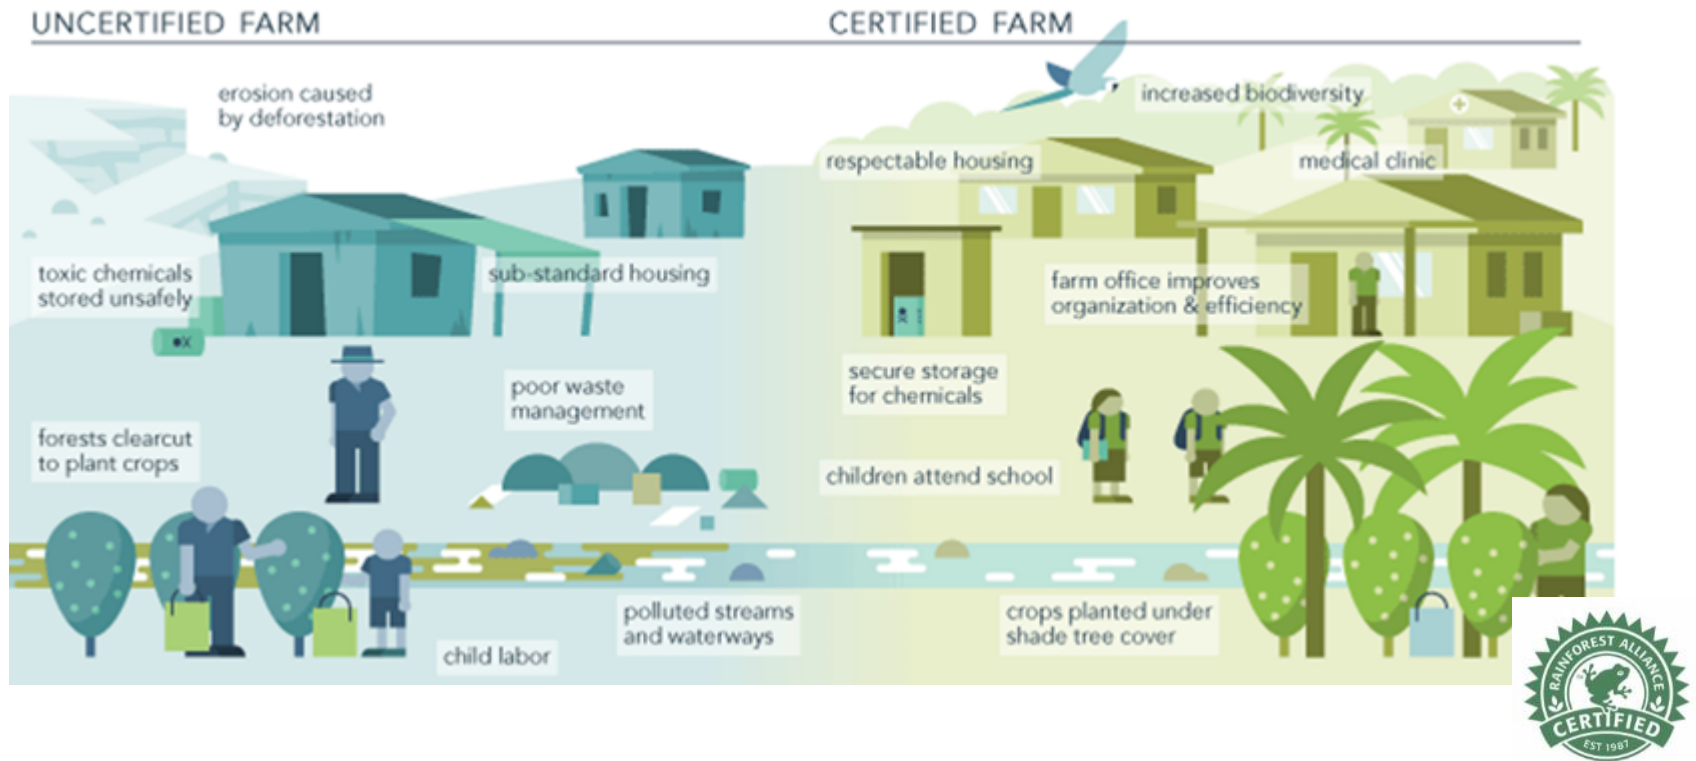 UNCERTIFIED FARM
CERTIFIED FARM
erosion caused
by deforestation
increased biodiversity
respectable housing
medical clinic
toxic chemicals
stored unsafely
sub-standard housing
farm office improves
organization & efficiency
poor waste
management
secure storage
for chemicals
forests clearcut
to plant crops
children attend school
polluted streams
and waterways
crops planted under
shade tree cover
child labor
RAINFOREST ALLIANCE
CERTIFIED
EST 1987